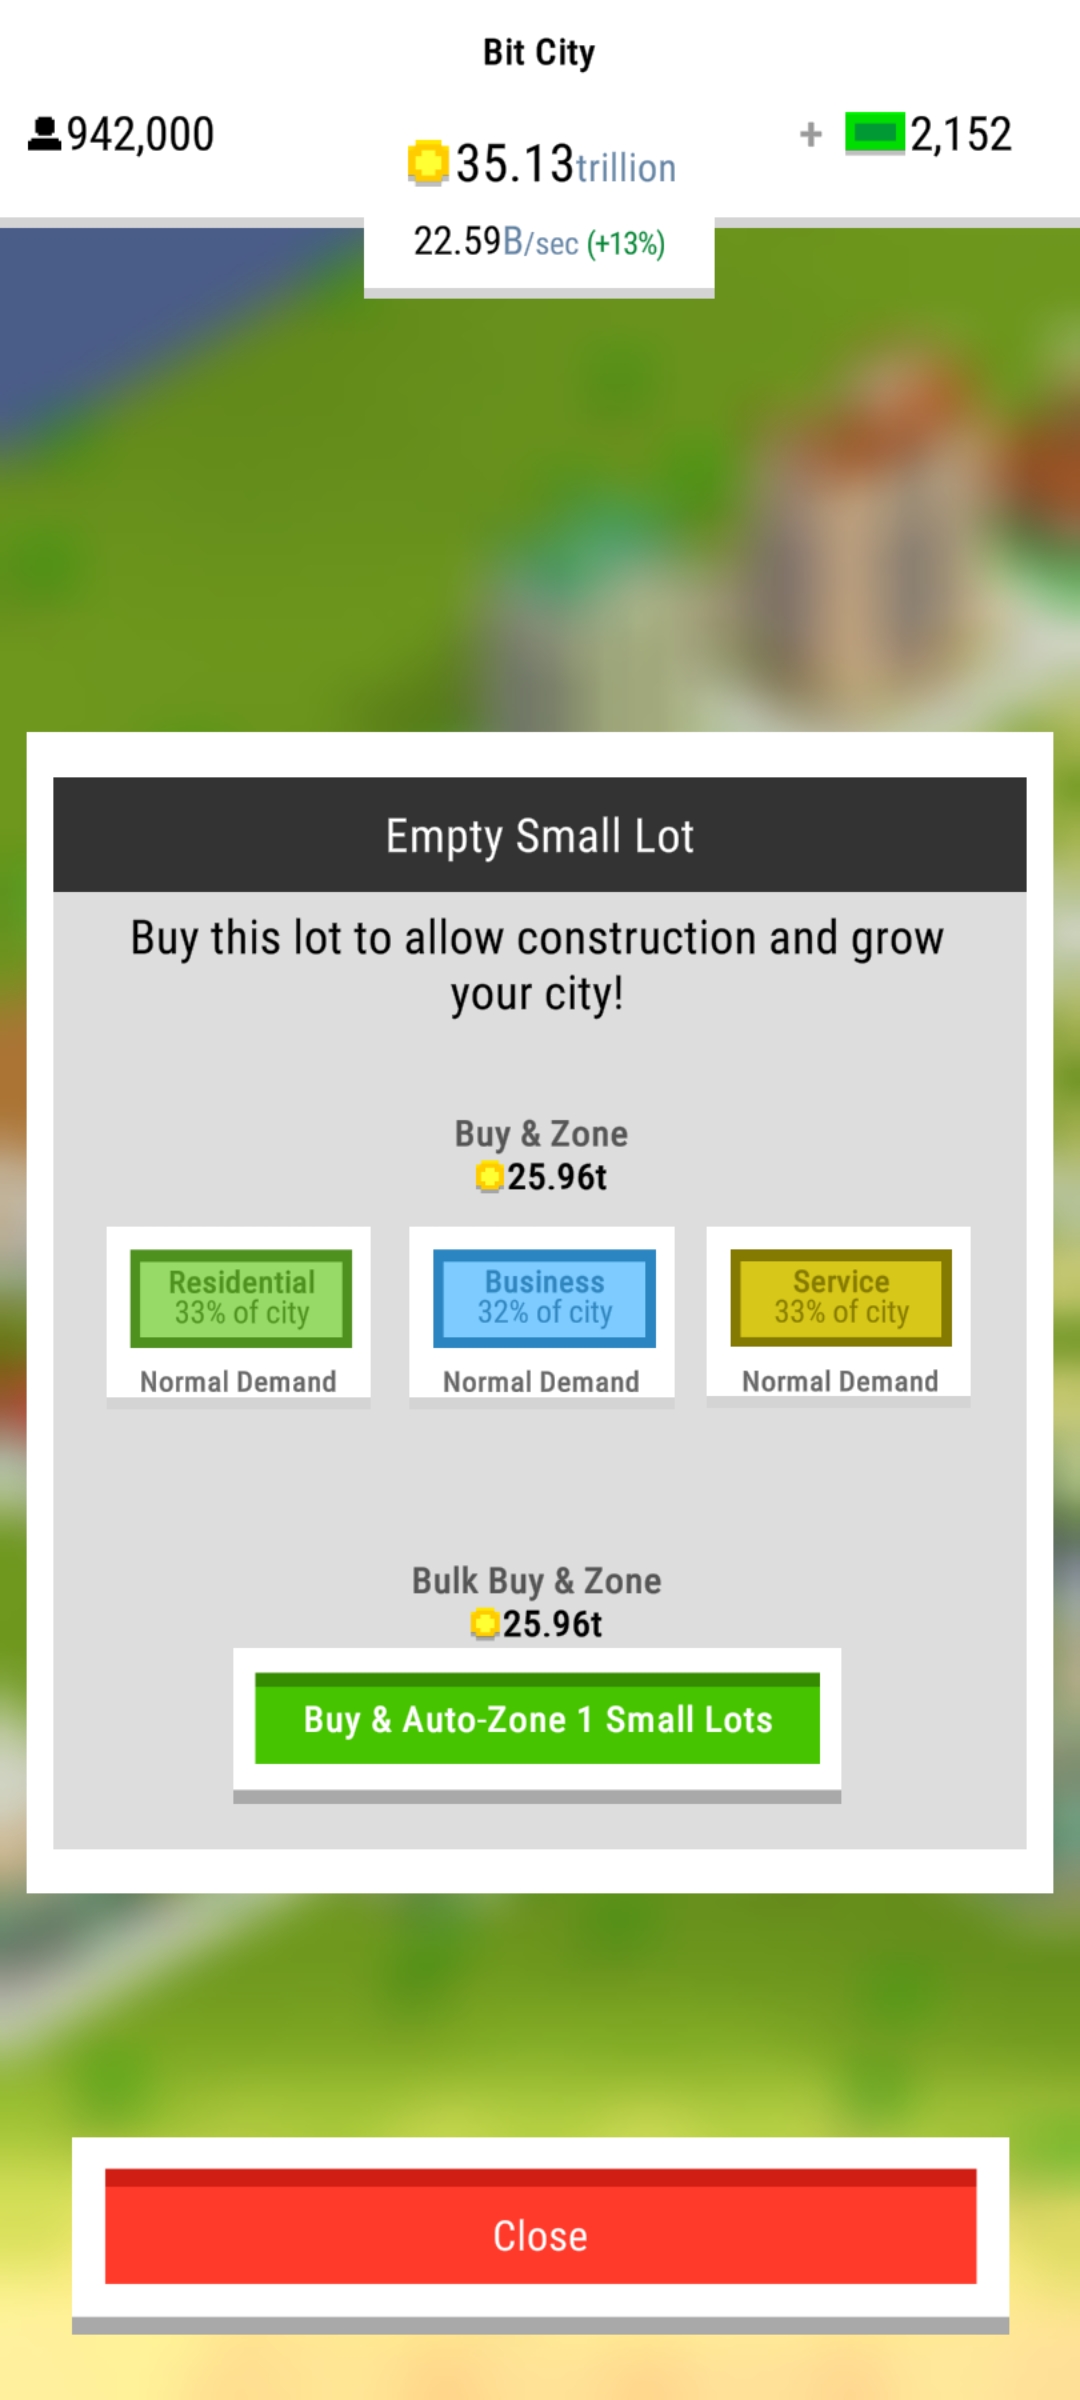 Bit City
942,000
+ 2,152
35.13trillion
22.59B/sec (+13%)
Empty Small Lot
Buy this lot to allow construction and grow
your city!
Buy & Zone
25.96t
Residential
33% of city
Normal Demand
Business
32% of city
Normal Demand
Service
33% of city
Normal Demand
Bulk Buy & Zone
25.96t
Buy & Auto-Zone 1 Small Lots
Close